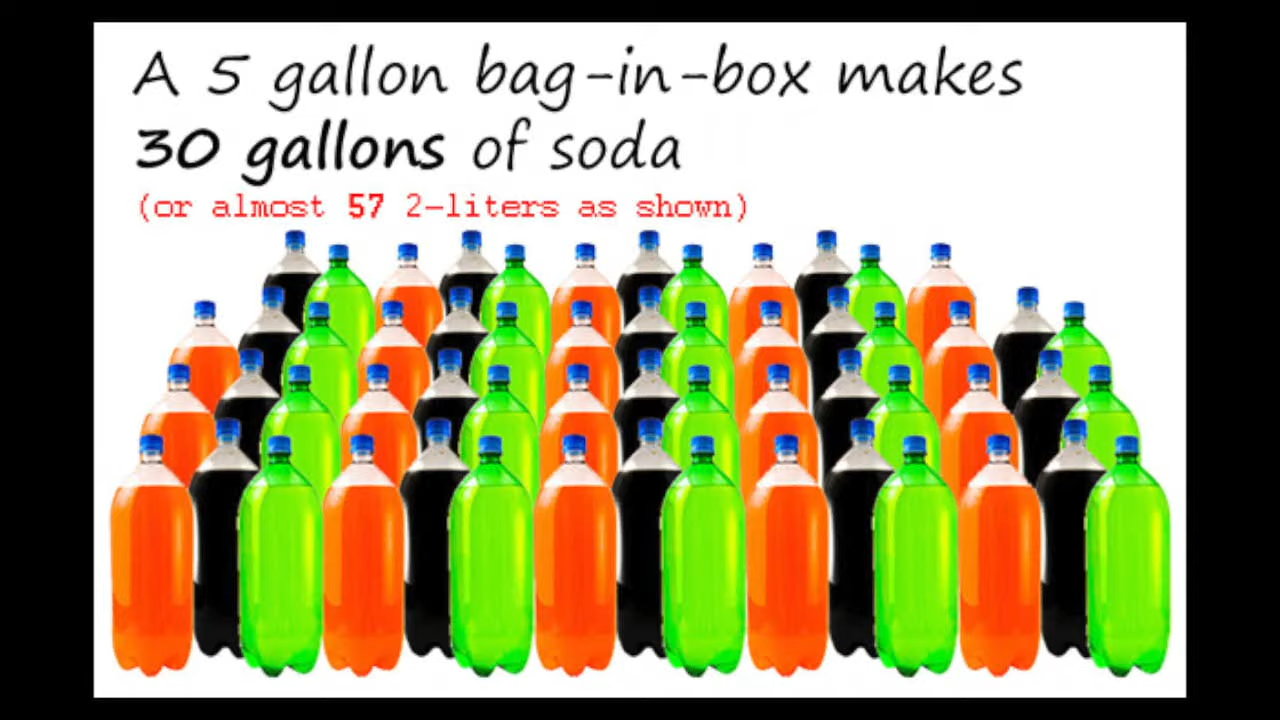 A 5 gallon bag-in-box makes
30 gallons of soda
(or almost 57 2-liters as shown)